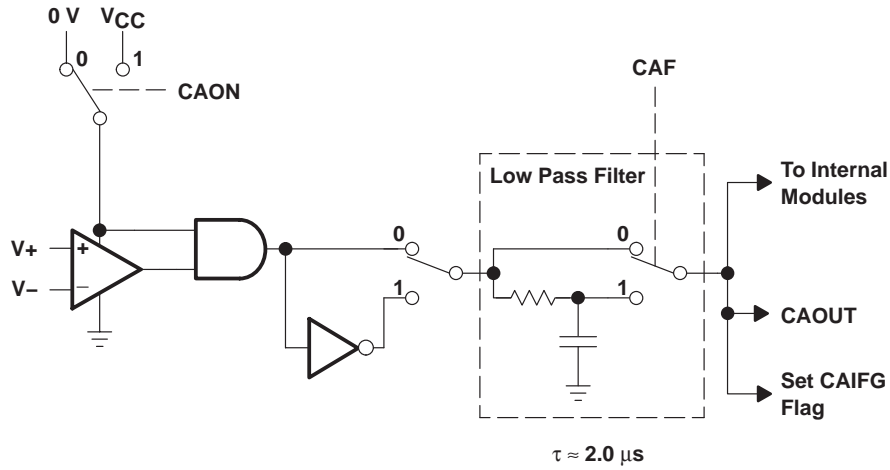 0 V VCC
0 1
CAON
CAF
Low Pass Filter
To Internal
Modules
V+
+
V−
−
0
1
0
1
CAOUT
Set CAIFG
Flag
τ ≈ 2.0 μs